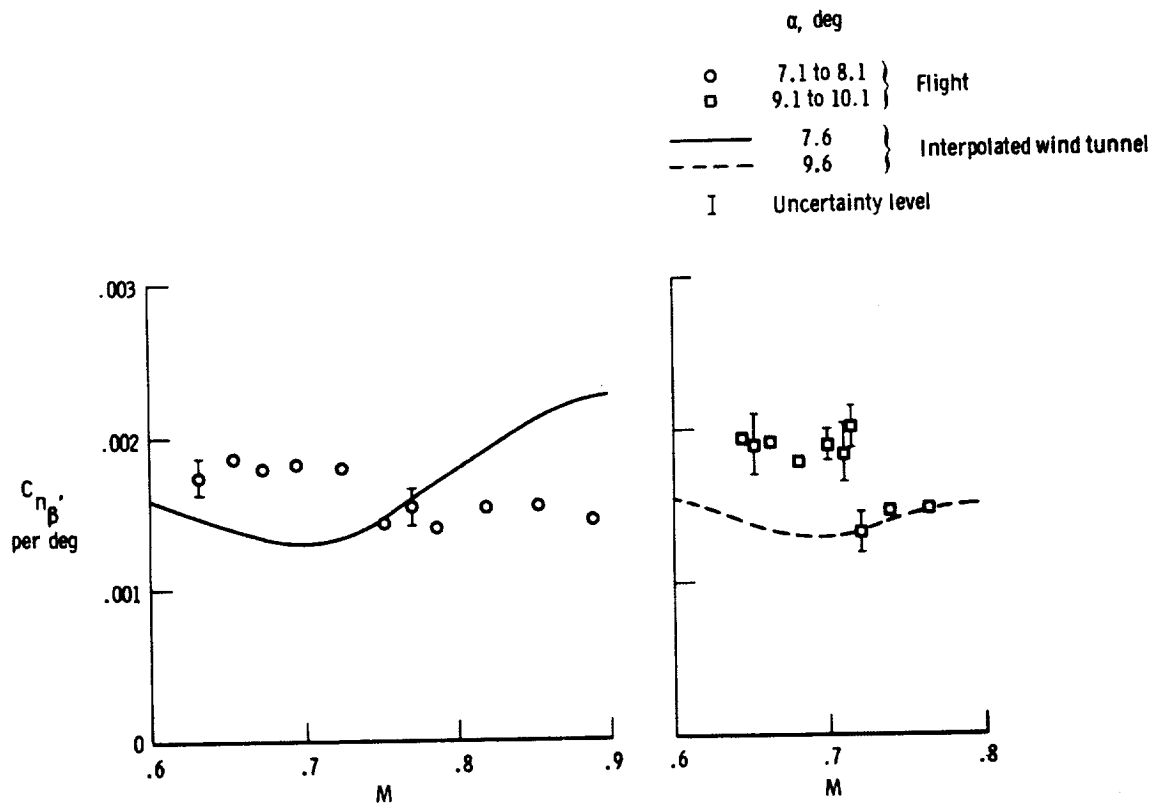 α, deg
7.1 to 8.1
9.1 to 10.1
Flight
7.6
9.6
Interpolated wind tunnel
Uncertainty level
.003
.002
.001
0
Cnβ,
per deg
.6 .7 .8 .9
M
.6 .7 .8
M